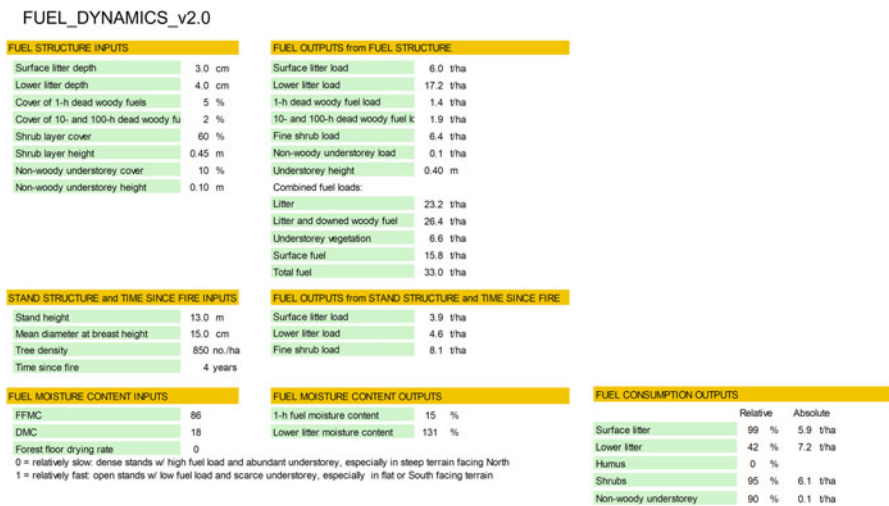 FUEL_DYNAMICS_v2.0
FUEL STRUCTURE INPUTS
Surface litter depth 3.0 cm
Lower litter depth 4.0 cm
Cover of 1-h dead woody fuels 5 %
Cover of 10- and 100-h dead woody fu 2 %
Shrub layer cover 60 %
Shrub layer height 0.45 m
Non-woody understorey cover 10 %
Non-woody understorey height 0.10 m
FUEL OUTPUTS from FUEL STRUCTURE
Surface litter load 6.0 t/ha
Lower litter load 17.2 t/ha
1-h dead woody fuel load 1.4 t/ha
10- and 100-h dead woody fuel lc 1.9 t/ha
Fine shrub load 6.4 t/ha
Non-woody understorey load 0.1 t/ha
Understorey height 0.40 m
Combined fuel loads:
Litter 23.2 t/ha
Litter and downed woody fuel 26.4 t/ha
Understorey vegetation 6.6 t/ha
Surface fuel 15.8 t/ha
Total fuel 33.0 t/ha
STAND STRUCTURE and TIME SINCE FIRE INPUTS
Stand height 13.0 m
Mean diameter at breast height 15.0 cm
Tree density 850 no./ha
Time since fire 4 years
FUEL OUTPUTS from STAND STRUCTURE and TIME SINCE FIRE
Surface litter load 3.9 t/ha
Lower litter load 4.6 t/ha
Fine shrub load 8.1 t/ha
FUEL MOISTURE CONTENT INPUTS
FFMC 86
DMC 18
Forest floor drying rate 0
0 = relatively slow: dense stands w/ high fuel load and abundant understorey, especially in steep terrain facing North
1 = relatively fast: open stands w/ low fuel load and scarce understorey, especially in flat or South facing terrain
FUEL MOISTURE CONTENT OUTPUTS
1-h fuel moisture content 15 %
Lower litter moisture content 131 %
FUEL CONSUMPTION OUTPUTS
Relative Absolute
Surface litter 99 % 5.9 t/ha
Lower litter 42 % 7.2 t/ha
Humus 0 %
Shrubs 95 % 6.1 t/ha
Non-woody understorey 90 % 0.1 t/ha